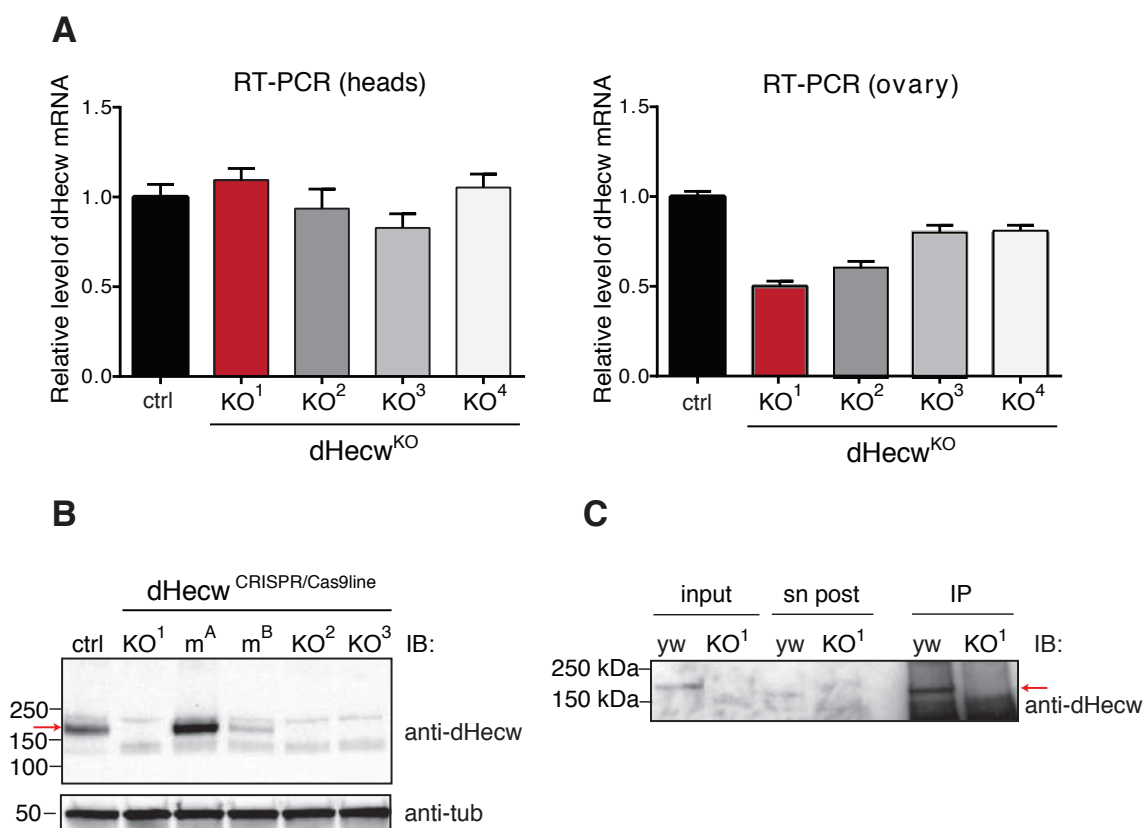 A
RT-PCR (heads)
Relative level of dHecw mRNA
1.5
1.0
0.5
0.0
ctrl KO1 KO2 KO3 KO4
dHecwKO
RT-PCR (ovary)
Relative level of dHecw mRNA
1.5
1.0
0.5
0.0
ctrl KO1 KO2 KO3 KO4
dHecwKO
B
dHecw CRISPR/Cas9line
ctrl KO1 mA mB KO2 KO3 IB:
250
150
100
anti-dHecw
50
anti-tub
C
input sn post IP
yw KO1 yw KO1 yw KO1 IB:
250 kDa
150 kDa
anti-dHecw